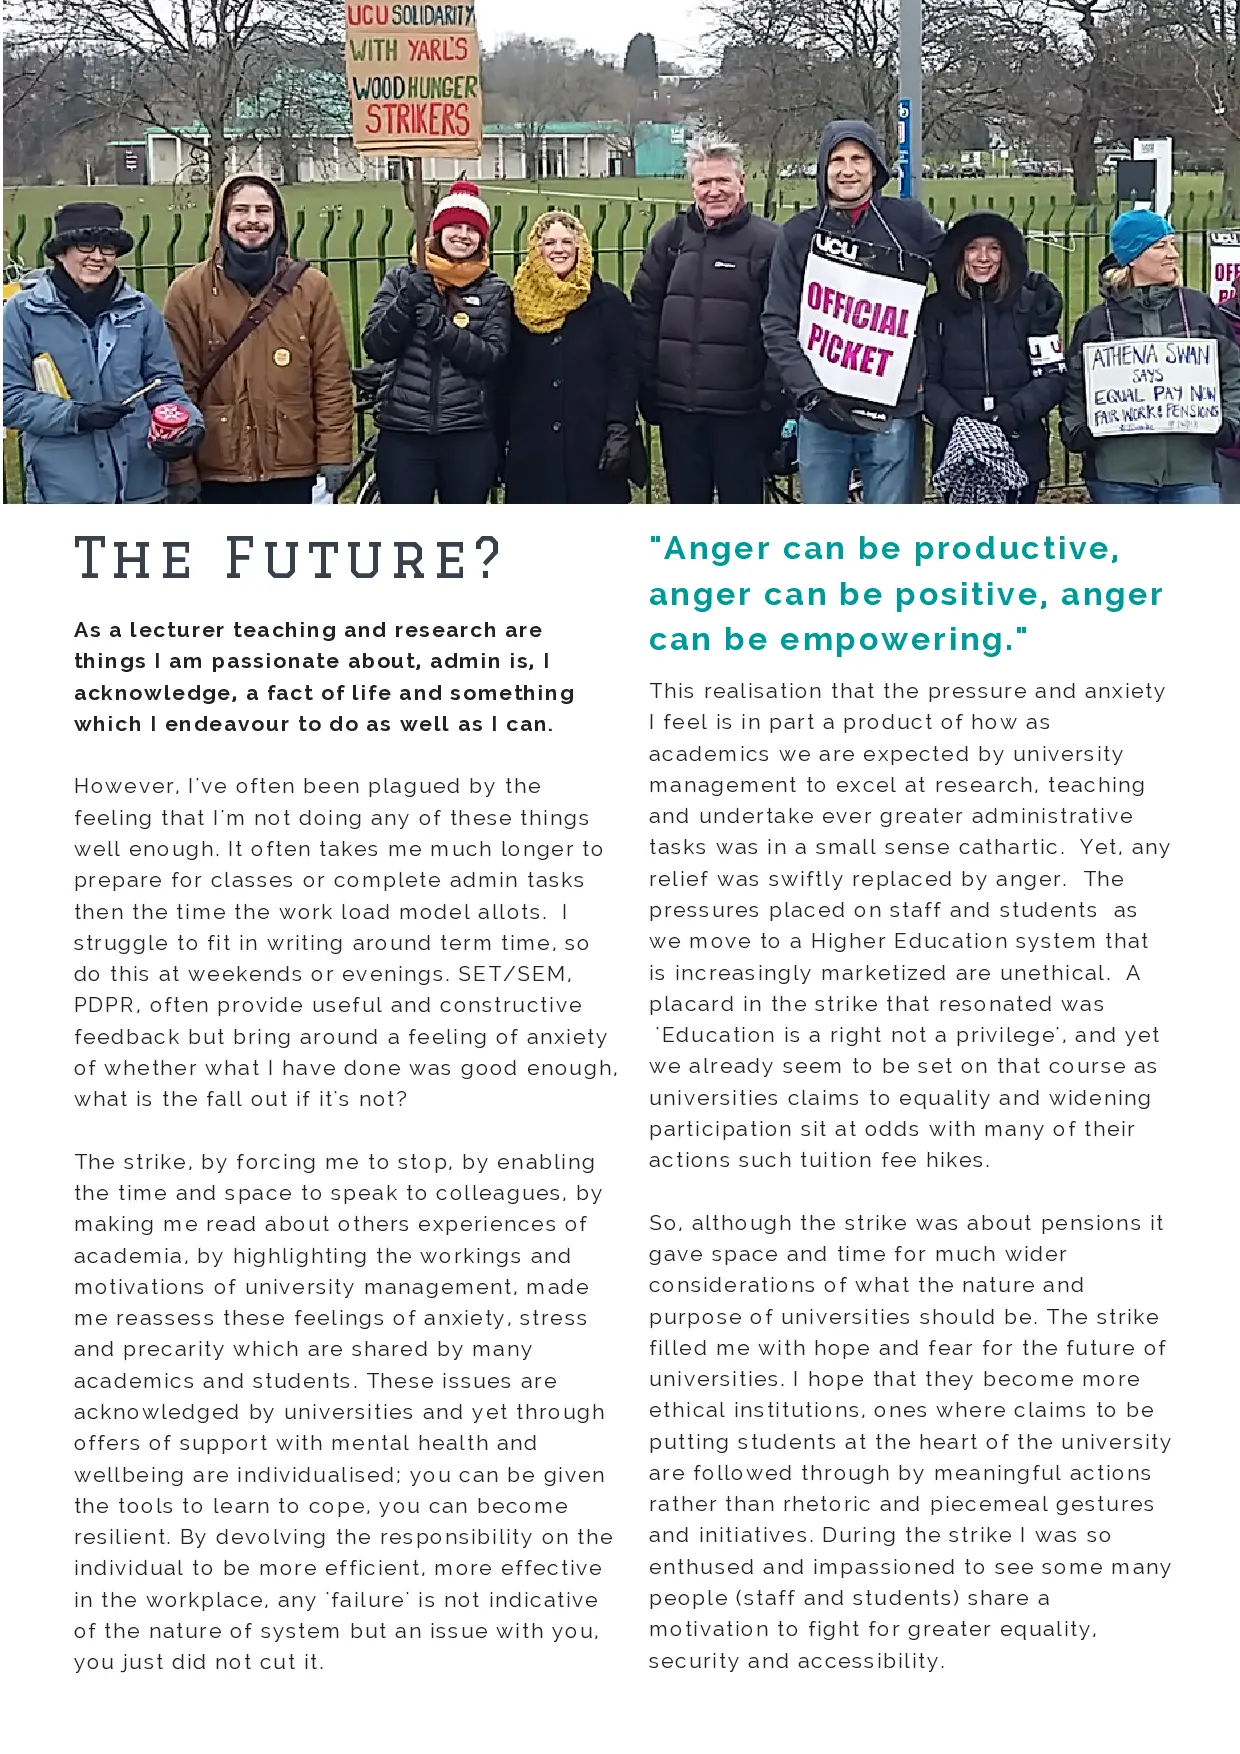 UCU SOLIDARITY
WITH YARL'S
WOOD HUNGER
STRIKERS
ucu
OFFICIAL
PICKET
ATHENA SWAN
SAYS
EQUAL PAY NOW
FAIR WORK & PENSIONS
The Future?
As a lecturer teaching and research are
things I am passionate about, admin is, I
acknowledge, a fact of life and something
which I endeavour to do as well as I can.
However, I've often been plagued by the
feeling that I'm not doing any of these things
well enough. It often takes me much longer to
prepare for classes or complete admin tasks
then the time the work load model allots.  I
struggle to fit in writing around term time, so
do this at weekends or evenings. SET/SEM,
PDPR, often provide useful and constructive
feedback but bring around a feeling of anxiety
of whether what I have done was good enough,
what is the fall out if it's not?
The strike, by forcing me to stop, by enabling
the time and space to speak to colleagues, by
making me read about others experiences of
academia, by highlighting the workings and
motivations of university management, made
me reassess these feelings of anxiety, stress
and precarity which are shared by many
academics and students. These issues are
acknowledged by universities and yet through
offers of support with mental health and
wellbeing are individualised; you can be given
the tools to learn to cope, you can become
resilient. By devolving the responsibility on the
individual to be more efficient, more effective
in the workplace, any 'failure' is not indicative
of the nature of system but an issue with you,
you just did not cut it.
"Anger can be productive,
anger can be positive, anger
can be empowering."
This realisation that the pressure and anxiety
I feel is in part a product of how as
academics we are expected by university
management to excel at research, teaching
and undertake ever greater administrative
tasks was in a small sense cathartic.  Yet, any
relief was swiftly replaced by anger.  The
pressures placed on staff and students  as
we move to a Higher Education system that
is increasingly marketized are unethical.  A
placard in the strike that resonated was
'Education is a right not a privilege', and yet
we already seem to be set on that course as
universities claims to equality and widening
participation sit at odds with many of their
actions such tuition fee hikes.
So, although the strike was about pensions it
gave space and time for much wider
considerations of what the nature and
purpose of universities should be. The strike
filled me with hope and fear for the future of
universities. I hope that they become more
ethical institutions, ones where claims to be
putting students at the heart of the university
are followed through by meaningful actions
rather than rhetoric and piecemeal gestures
and initiatives. During the strike I was so
enthused and impassioned to see some many
people (staff and students) share a
motivation to fight for greater equality,
security and accessibility.